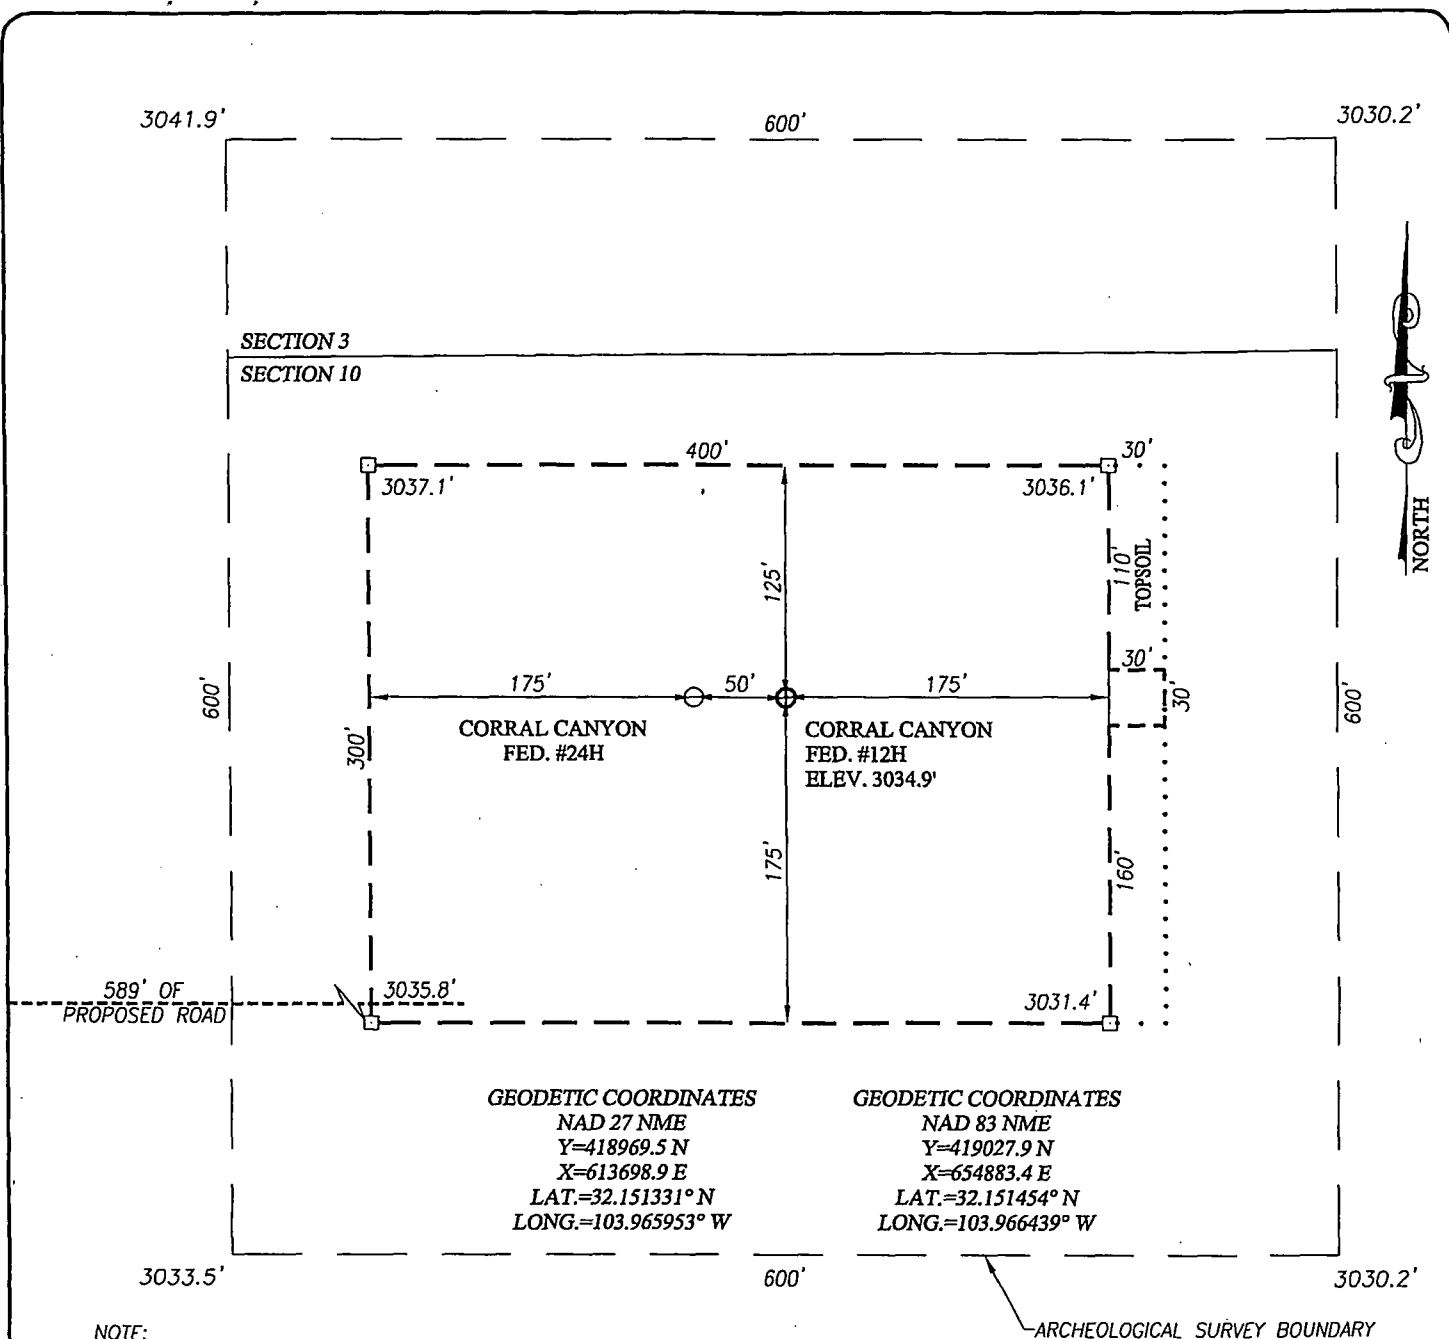 3041.9'
600'
3030.2'
SECTION 3
SECTION 10
NORTH
400'
30'
3037.1'
3036.1'
110'
TOPSOIL
125'
30'
30'
175'
50'
175'
600'
600'
300'
CORRAL CANYON
FED. #24H
CORRAL CANYON
FED. #12H
ELEV. 3034.9'
175'
160'
589' OF
PROPOSED ROAD
3035.8'
3031.4'
GEODETIC COORDINATES
NAD 27 NME
Y=418969.5 N
X=613698.9 E
LAT.=32.151331° N
LONG.=103.965953° W
GEODETIC COORDINATES
NAD 83 NME
Y=419027.9 N
X=654883.4 E
LAT.=32.151454° N
LONG.=103.966439° W
3033.5'
600'
3030.2'
NOTE:
ARCHEOLOGICAL SURVEY BOUNDARY